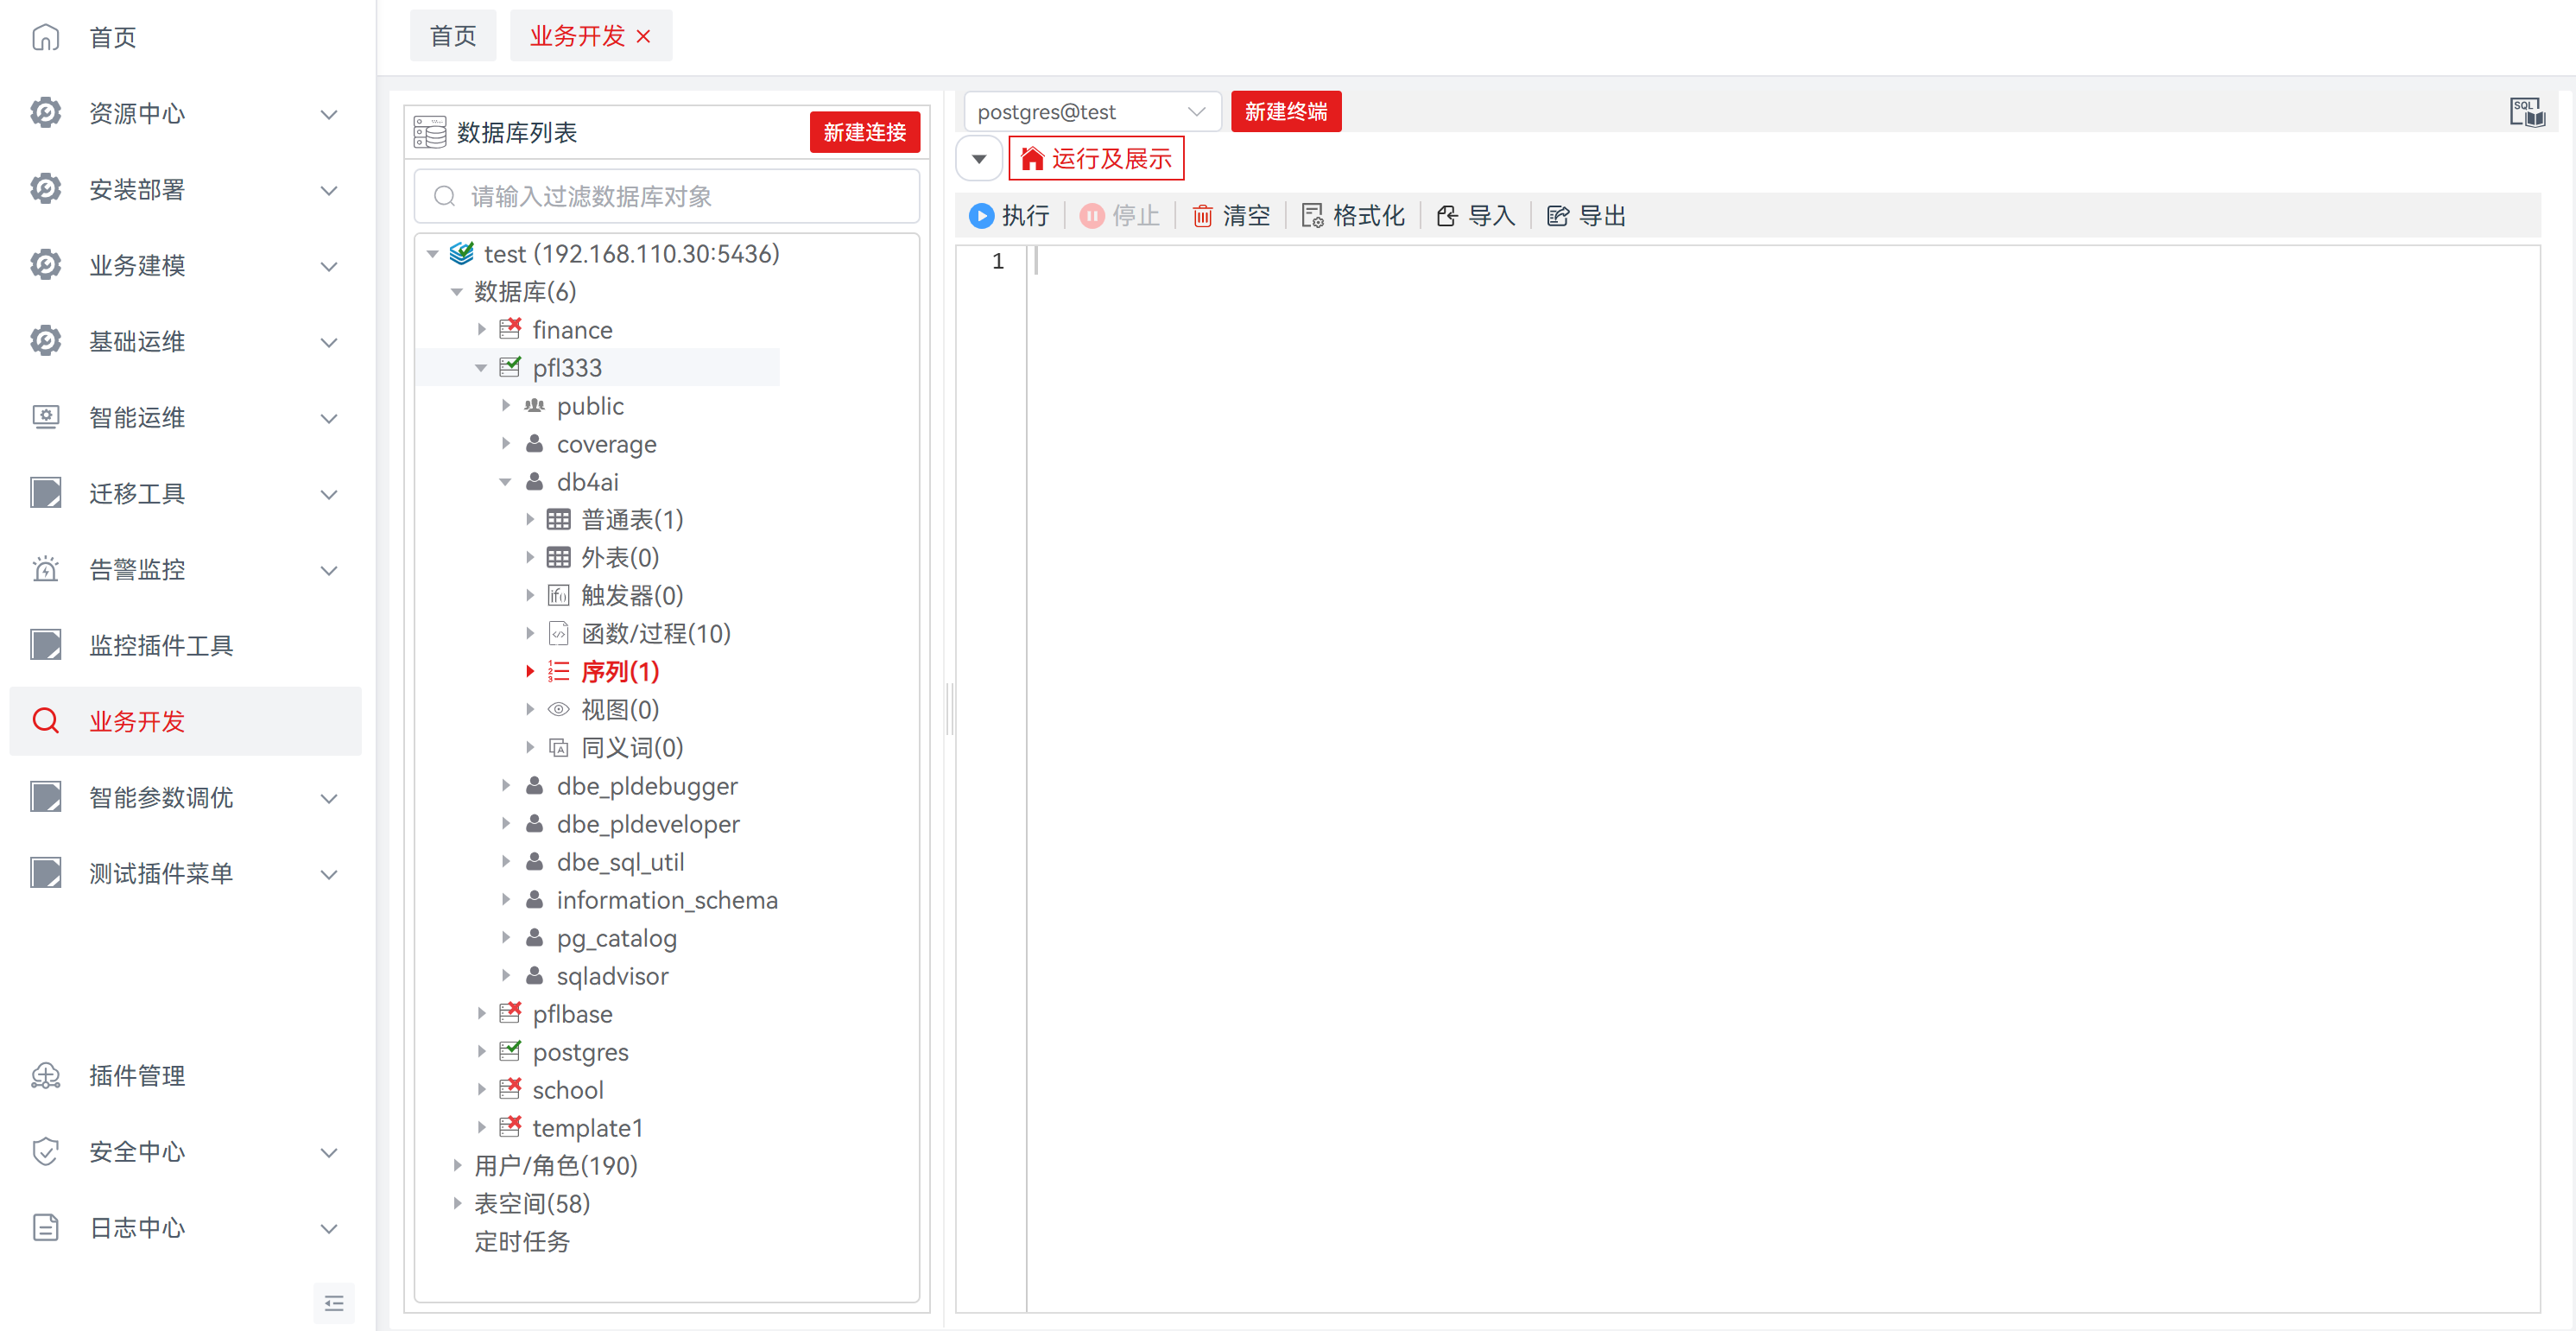 首页
资源中心
安装部署
业务建模
基础运维
智能运维
迁移工具
告警监控
监控插件工具
业务开发
智能参数调优
测试插件菜单
插件管理
安全中心
日志中心
首页
业务开发
数据库列表
新建连接
请输入过滤数据库对象
test (192.168.110.30:5436)
数据库(6)
finance
pfl333
public
coverage
db4ai
普通表(1)
外表(0)
触发器(0)
函数/过程(10)
序列(1)
视图(0)
同义词(0)
dbe_pldebugger
dbe_pldeveloper
dbe_sql_util
information_schema
pg_catalog
sqladvisor
pflbase
postgres
school
template1
用户/角色(190)
表空间(58)
定时任务
postgres@test
新建终端
SQL
运行及展示
执行 停止 清空 格式化 导入 导出
1